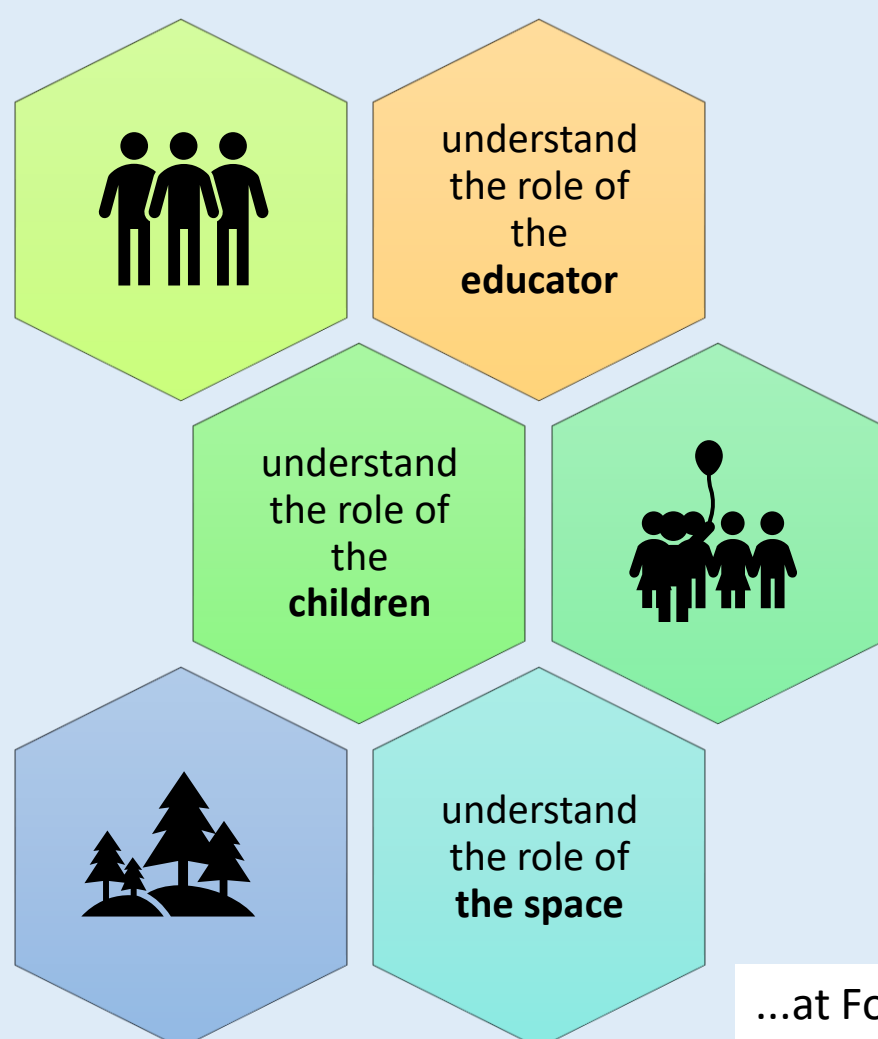 understand
the role of
the
educator
understand
the role of
the
children
understand
the role of
the space
...at Fo